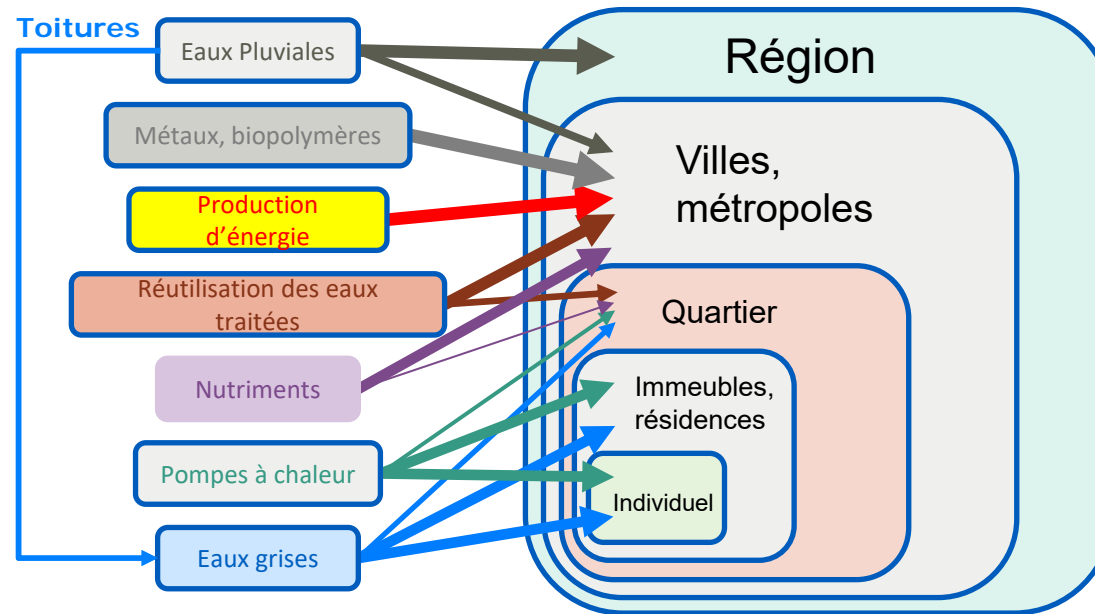 Toitures
Eaux Pluviales
Métaux, biopolymères
Production
d’énergie
Réutilisation des eaux
traitées
Nutriments
Pompes à chaleur
Eaux grises
Région
Villes,
métropoles
Quartier
Immeubles,
résidences
Individuel